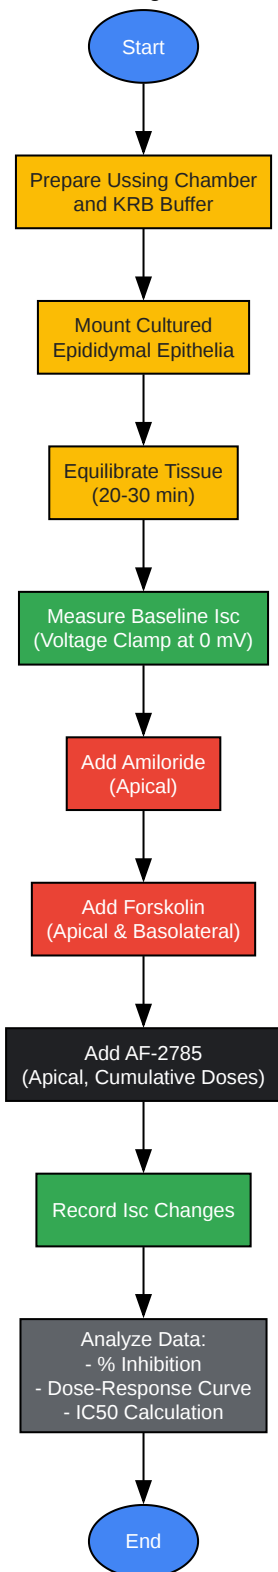 Start
Prepare Ussing Chamber
and KRB Buffer
Mount Cultured
Epididymal Epithelia
Equilibrate Tissue
(20-30 min)
Measure Baseline Isc
(Voltage Clamp at 0 mV)
Add Amiloride
(Apical)
Add Forskolin
(Apical & Basolateral)
Add AF-2785
(Apical, Cumulative Doses)
Record Isc Changes
Analyze Data:
- % Inhibition
- Dose-Response Curve
- IC50 Calculation
End